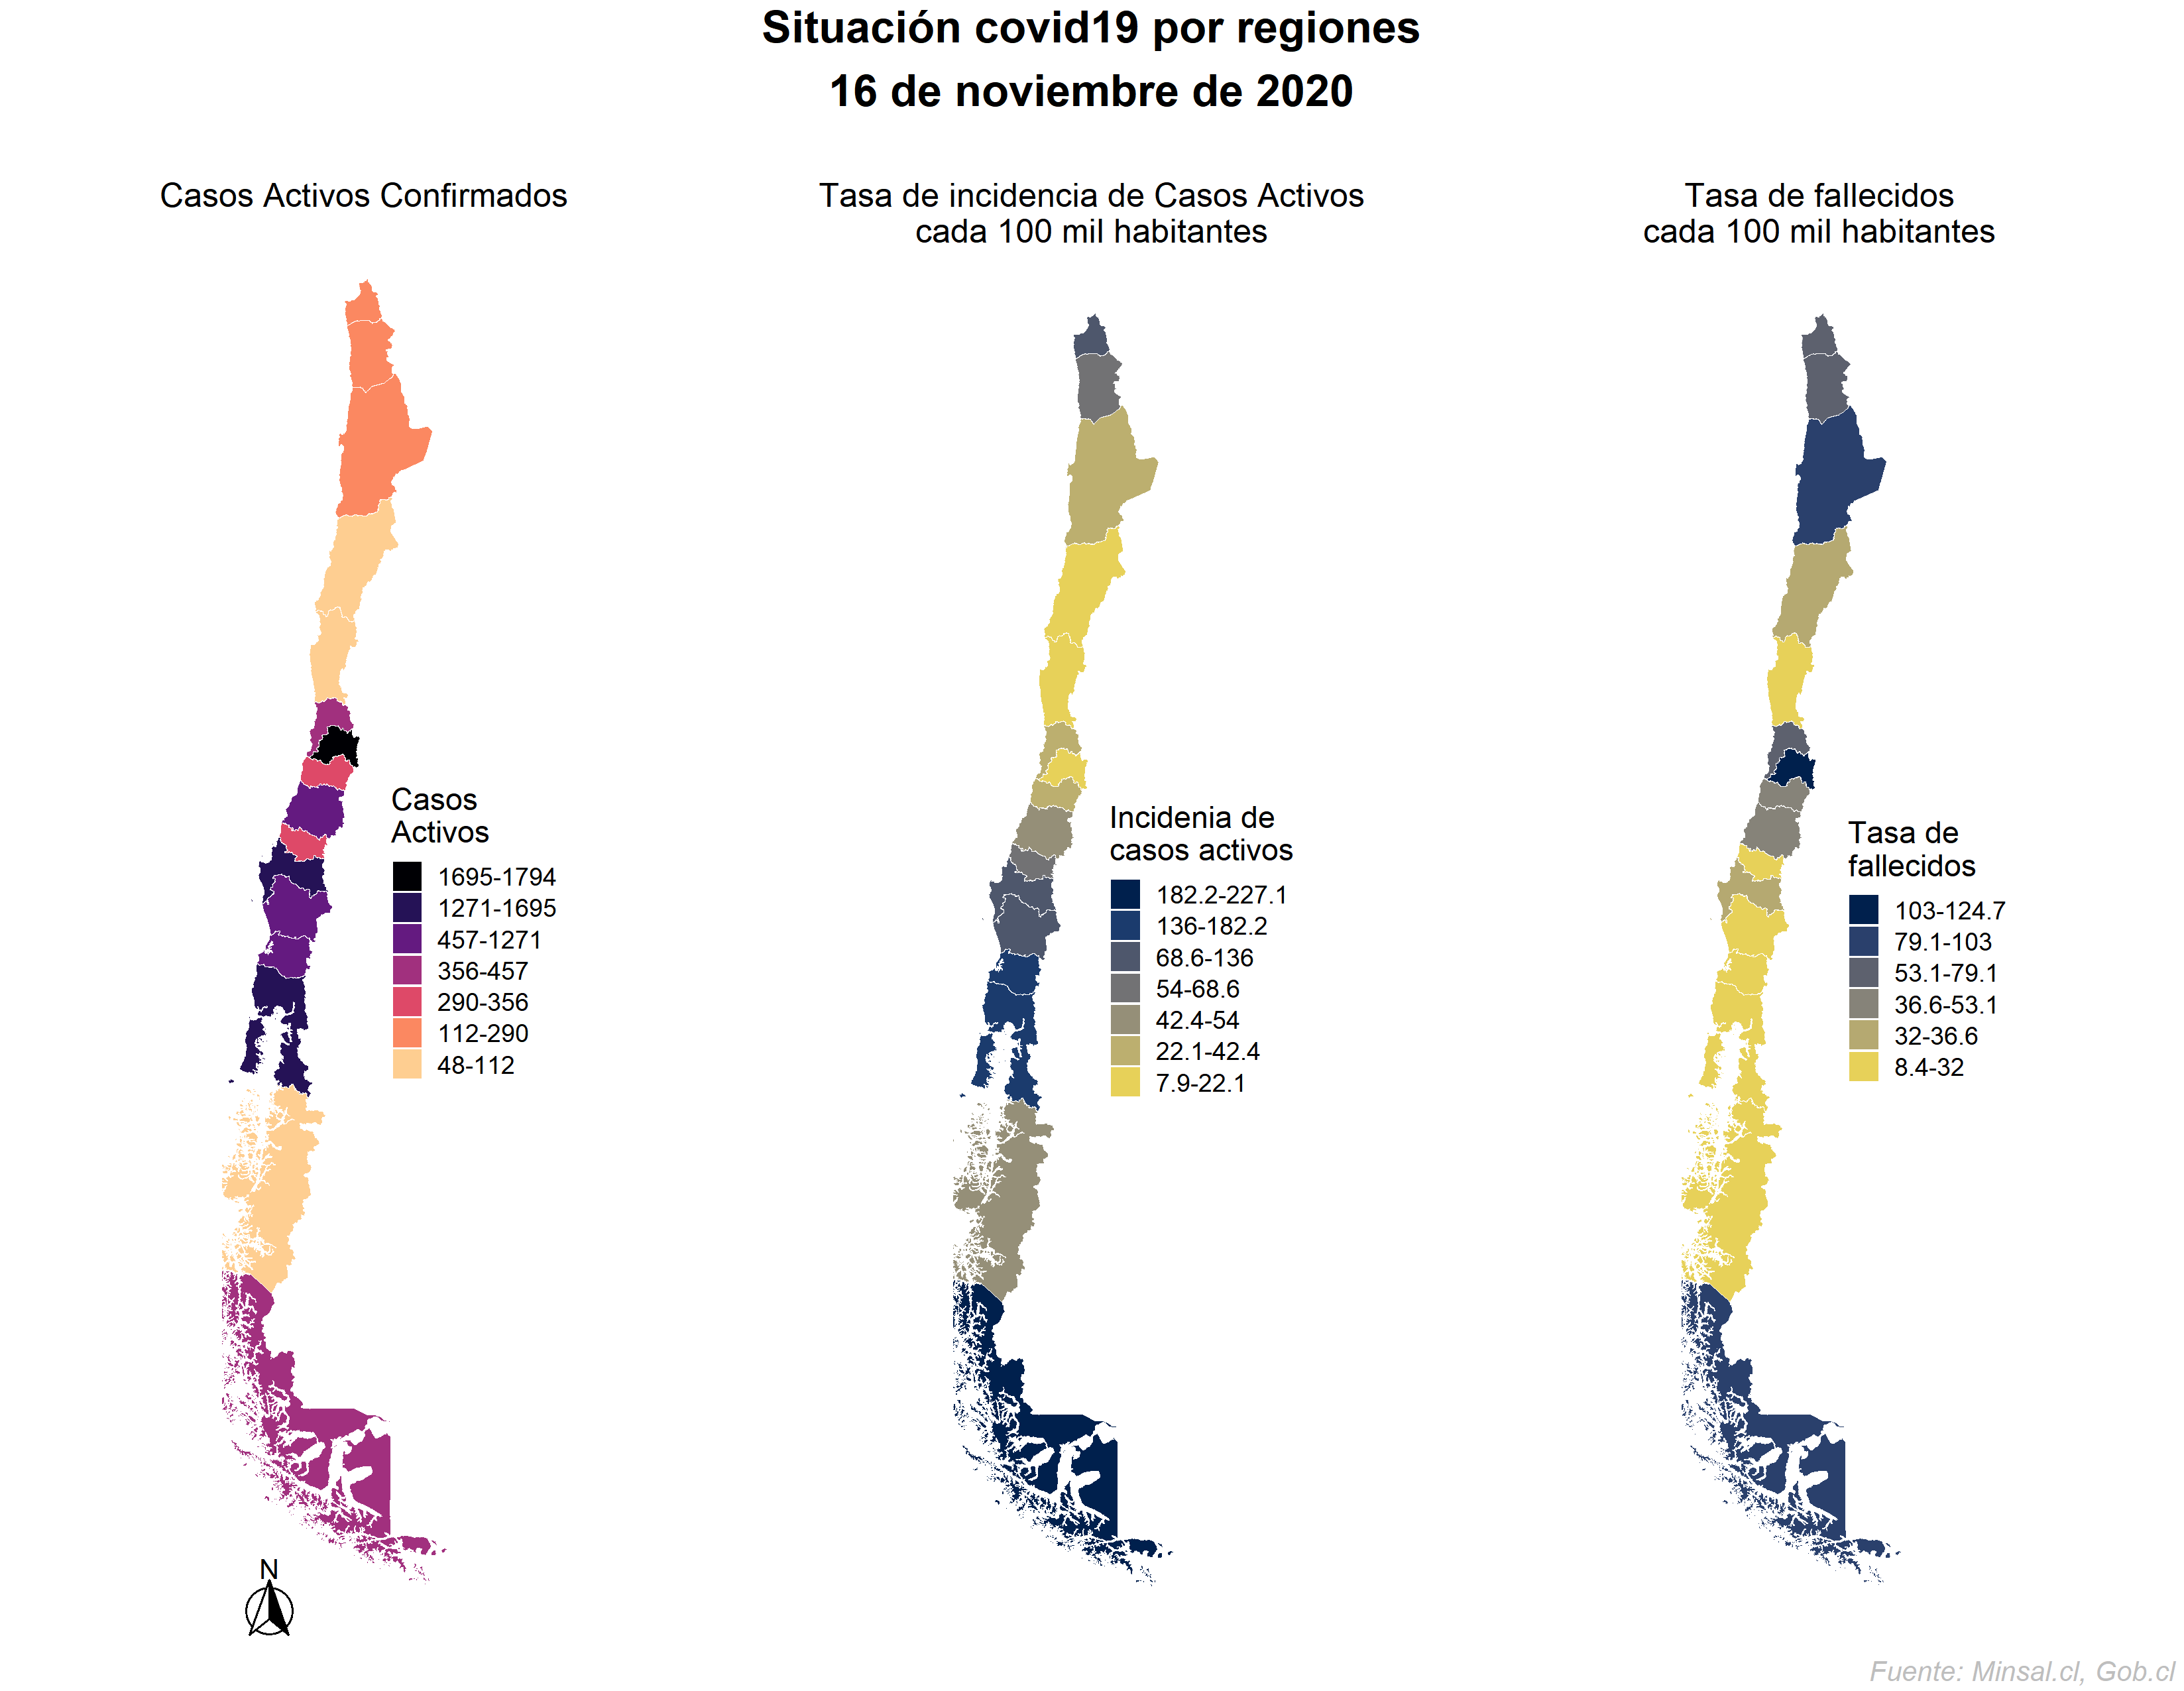 Situación covid19 por regiones
16 de noviembre de 2020
Casos Activos Confirmados
Tasa de incidencia de Casos Activos
cada 100 mil habitantes
Tasa de fallecidos
cada 100 mil habitantes
Casos
Activos
1695-1794
1271-1695
457-1271
356-457
290-356
112-290
48-112
Incidenia de
casos activos
182.2-227.1
136-182.2
68.6-136
54-68.6
42.4-54
22.1-42.4
7.9-22.1
Tasa de
fallecidos
103-124.7
79.1-103
53.1-79.1
36.6-53.1
32-36.6
8.4-32
N
Fuente: Minsal.cl, Gob.cl